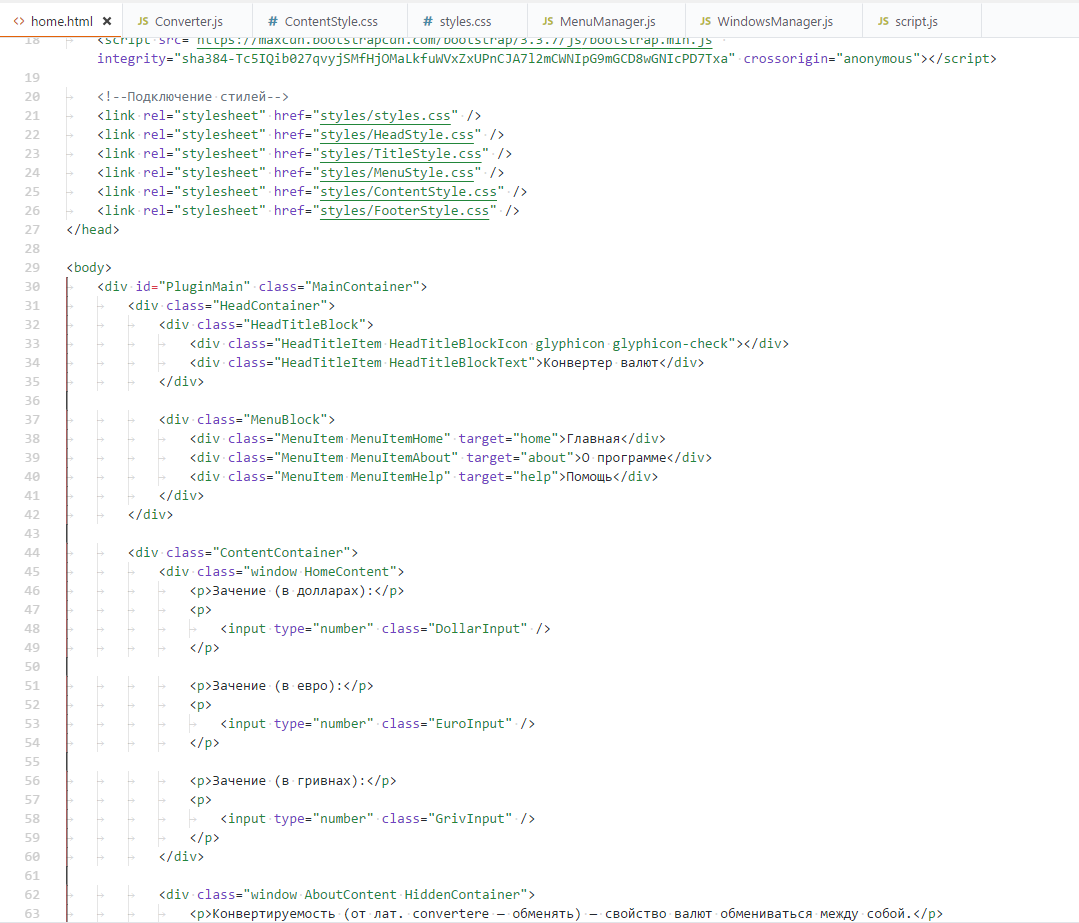 <> home.html × JS Converter.js # ContentStyle.css # styles.css JS MenuManager.js JS WindowsManager.js JS script.js
18 <script src="https://maxcdn.bootstrapcdn.com/bootstrap/3.3.7/js/bootstrap.min.js"
integrity="sha384-Tc5IQib027qvyjSMfHjOMaLkfuWVxZxUPnCJA7l2mCWNIpG9mGCD8wGNIcPD7Txa" crossorigin="anonymous"></script>
19
20 <!--Подключение стилей-->
21 <link rel="stylesheet" href="styles/styles.css" />
22 <link rel="stylesheet" href="styles/HeadStyle.css" />
23 <link rel="stylesheet" href="styles/TitleStyle.css" />
24 <link rel="stylesheet" href="styles/MenuStyle.css" />
25 <link rel="stylesheet" href="styles/ContentStyle.css" />
26 <link rel="stylesheet" href="styles/FooterStyle.css" />
27 </head>
28
29 <body>
30 <div id="PluginMain" class="MainContainer">
31 <div class="HeadContainer">
32 <div class="HeadTitleBlock">
33 <div class="HeadTitleItem HeadTitleBlockIcon glyphicon glyphicon-check"></div>
34 <div class="HeadTitleItem HeadTitleBlockText">Конвертер валют</div>
35 </div>
36
37 <div class="MenuBlock">
38 <div class="MenuItem MenuItemHome" target="home">Главная</div>
39 <div class="MenuItem MenuItemAbout" target="about">О программе</div>
40 <div class="MenuItem MenuItemHelp" target="help">Помощь</div>
41 </div>
42 </div>
43
44 <div class="ContentContainer">
45 <div class="window HomeContent">
46 <p>Зачение (в долларах):</p>
47 <p>
48 <input type="number" class="DollarInput" />
49 </p>
50
51 <p>Зачение (в евро):</p>
52 <p>
53 <input type="number" class="EuroInput" />
54 </p>
55
56 <p>Зачение (в гривнах):</p>
57 <p>
58 <input type="number" class="GrivInput" />
59 </p>
60 </div>
61
62 <div class="window AboutContent HiddenContainer">
63 <p>Конвертируемость (от лат. convertere — обменять) — свойство валют обмениваться между собой.</p>